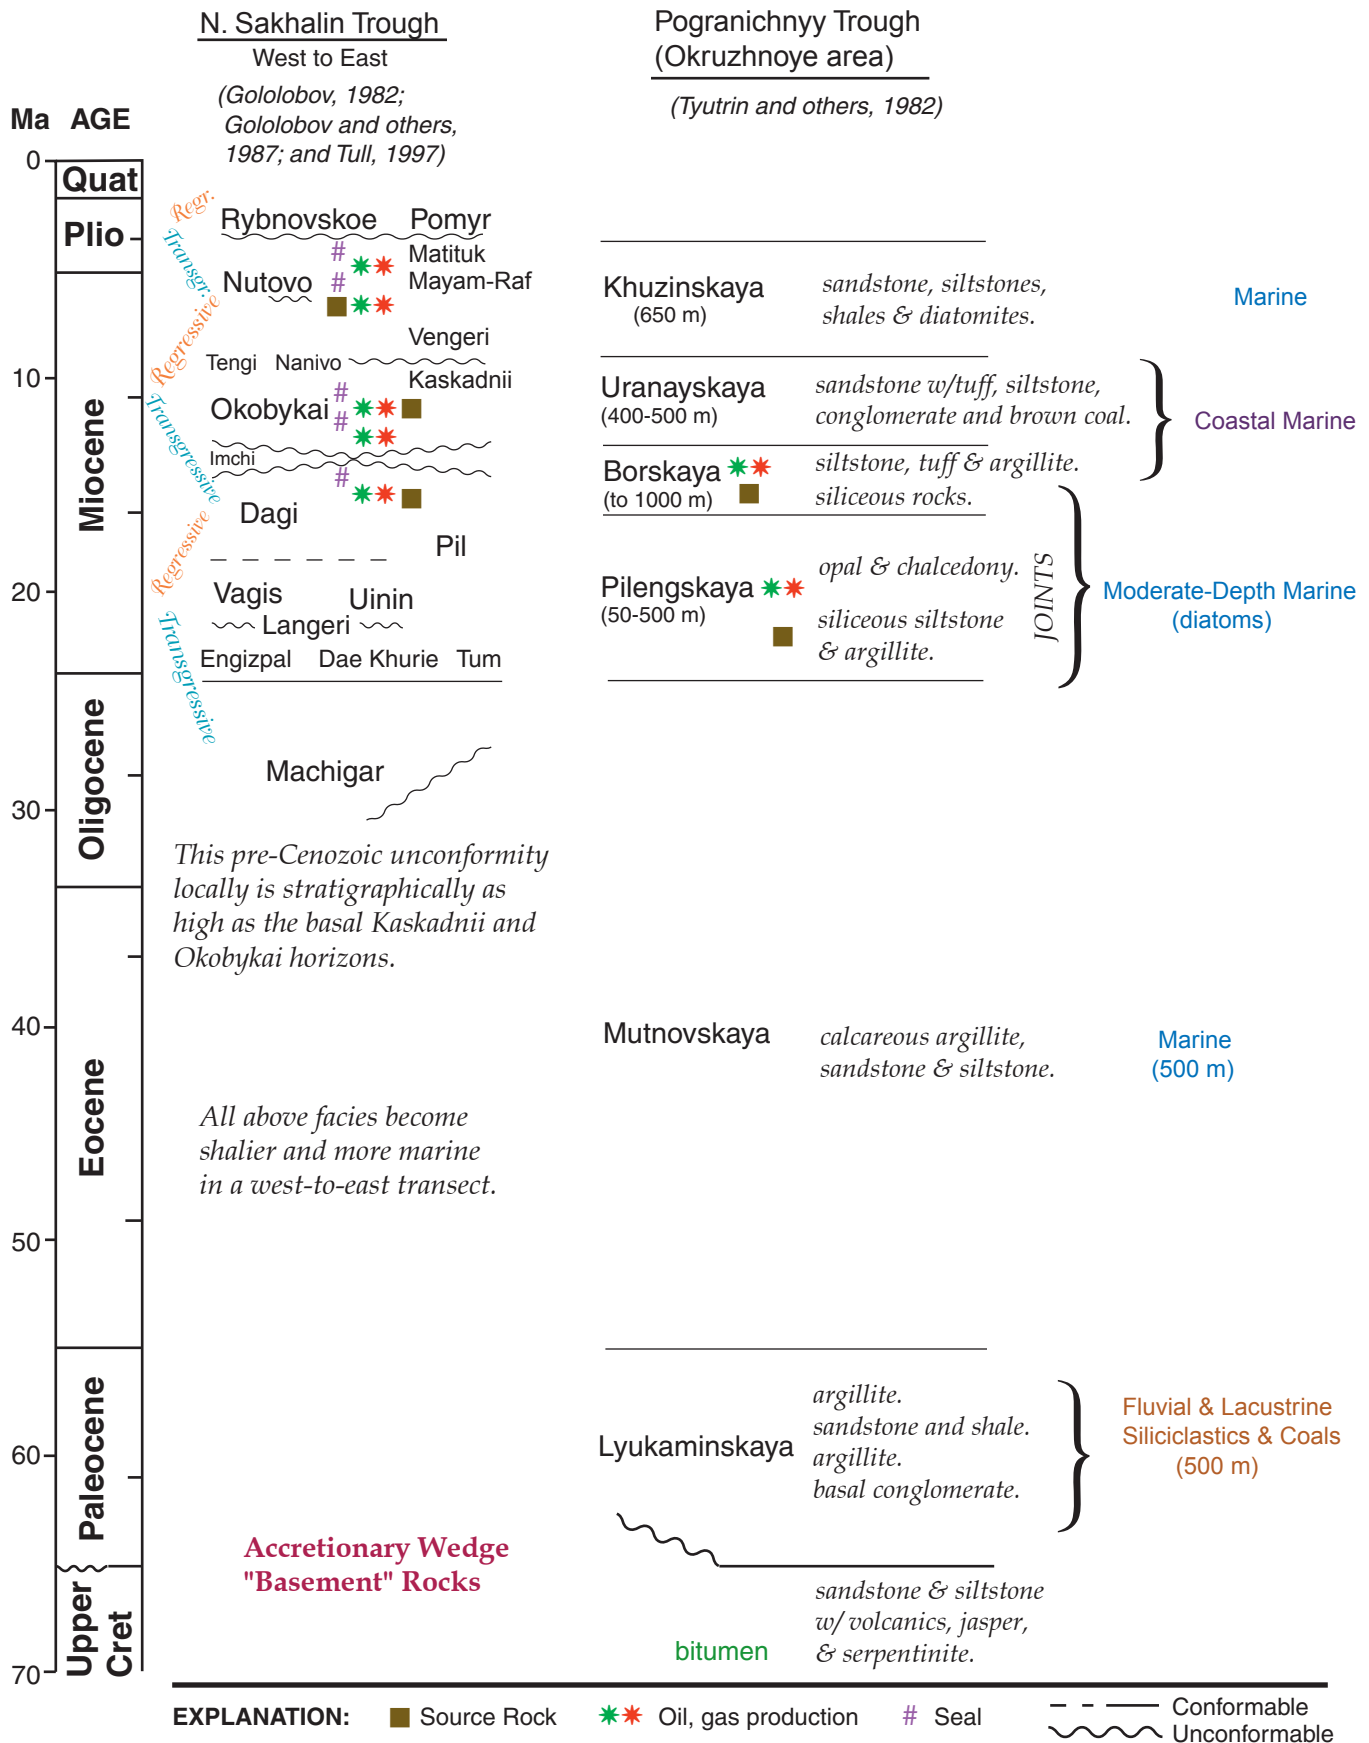 N. Sakhalin Trough
West to East
(Gololobov, 1982;
Gololobov and others,
1987; and Tull, 1997)
Pogranichnyy Trough
(Okruzhnoye area)
(Tyutrin and others, 1982)
Ma AGE
0
10
20
30
40
50
60
70
Quat
Plio
Miocene
Oligocene
Eocene
Paleocene
Upper
Cret
Regr.
Transgr.
Regressive
Transgressive
Regressive
Transgressive
Rybnovskoe Pomyr
# Matituk
Nutovo # Mayam-Raf
Vengeri
Tengi Nanivo
Kaskadnii
#
Okobykai #
Imchi
#
Dagi
Pil
Vagis Uinin
Langeri
Engizpal Dae Khurie Tum
Machigar
This pre-Cenozoic unconformity
locally is stratigraphically as
high as the basal Kaskadnii and
Okobykai horizons.
All above facies become
shalier and more marine
in a west-to-east transect.
Accretionary Wedge
"Basement" Rocks
Khuzinskaya
(650 m)
sandstone, siltstones,
shales & diatomites.
Marine
Uranayskaya
(400-500 m)
sandstone w/tuff, siltstone,
conglomerate and brown coal.
Coastal Marine
Borskaya
(to 1000 m)
siltstone, tuff & argillite.
siliceous rocks.
Pilengskaya
(50-500 m)
opal & chalcedony.
siliceous siltstone
& argillite.
JOINTS
Moderate-Depth Marine
(diatoms)
Mutnovskaya
calcareous argillite,
sandstone & siltstone.
Marine
(500 m)
Lyukaminskaya
argillite.
sandstone and shale.
argillite.
basal conglomerate.
Fluvial & Lacustrine
Siliciclastics & Coals
(500 m)
sandstone & siltstone
w/ volcanics, jasper,
& serpentinite.
bitumen
EXPLANATION: Source Rock Oil, gas production # Seal
Conformable
Unconformable